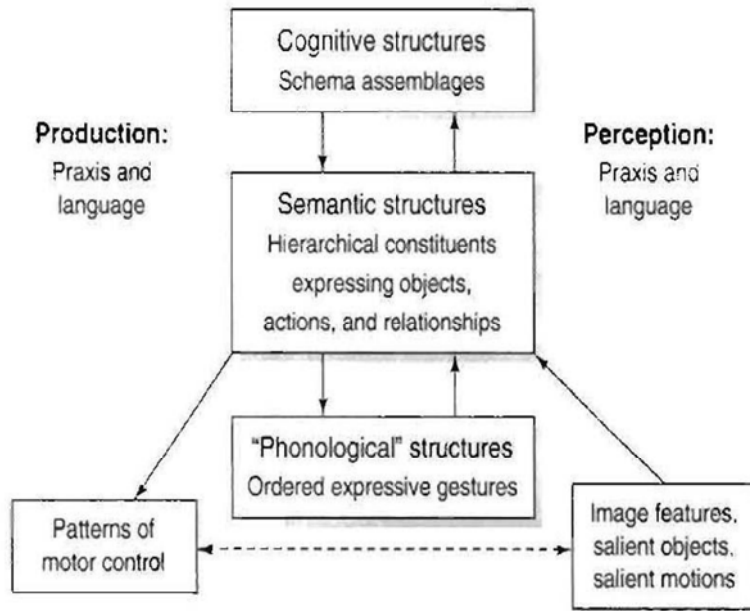 Cognitive structures
Schema assemblages
Production:
Praxis and
language
Perception:
Praxis and
language
Semantic structures
Hierarchical constituents
expressing objects,
actions, and relationships
“Phonological” structures
Ordered expressive gestures
Patterns of
motor control
Image features,
salient objects,
salient motions